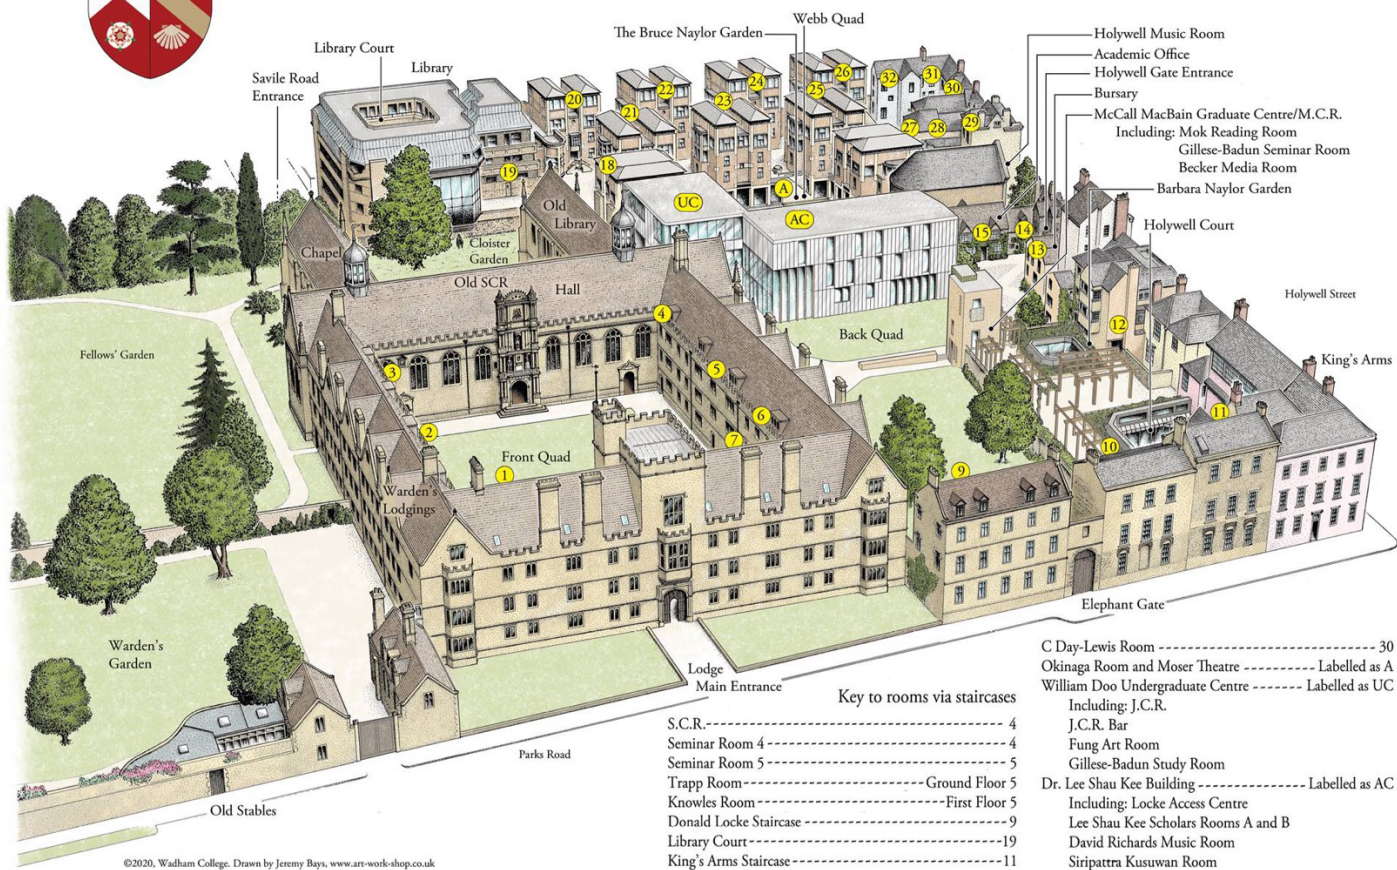 Webb Quad
The Bruce Naylor Garden
Library Court
Library
Savile Road
Entrance
Holywell Music Room
Academic Office
Holywell Gate Entrance
Bursary
McCall MacBain Graduate Centre/M.C.R.
Including: Mok Reading Room
Gillese-Badun Seminar Room
Becker Media Room
Barbara Naylor Garden
Holywell Court
20
21
22
23
24
25
26
32
31
30
27
28
29
19
18
A
UC
AC
15
14
13
12
11
10
9
Old
Library
Chapel
Cloister
Garden
Old SCR
Hall
Back Quad
Holywell Street
King's Arms
Fellows' Garden
4
3
5
6
2
7
1
Front Quad
Warden's
Lodgings
Warden's
Garden
Elephant Gate
Lodge
Main Entrance
Parks Road
Old Stables
Key to rooms via staircases
S.C.R. 4
Seminar Room 4 4
Seminar Room 5 5
Trapp Room Ground Floor 5
Knowles Room First Floor 5
Donald Locke Staircase 9
Library Court 19
King's Arms Staircase 11
C Day-Lewis Room 30
Okinaga Room and Moser Theatre Labelled as A
William Doo Undergraduate Centre Labelled as UC
Including: J.C.R.
J.C.R. Bar
Fung Art Room
Gillese-Badun Study Room
Dr. Lee Shau Kee Building Labelled as AC
Including: Locke Access Centre
Lee Shau Kee Scholars Rooms A and B
David Richards Music Room
Siripattra Kusuwan Room
©2020, Wadham College. Drawn by Jeremy Bays, www.art-work-shop.co.uk